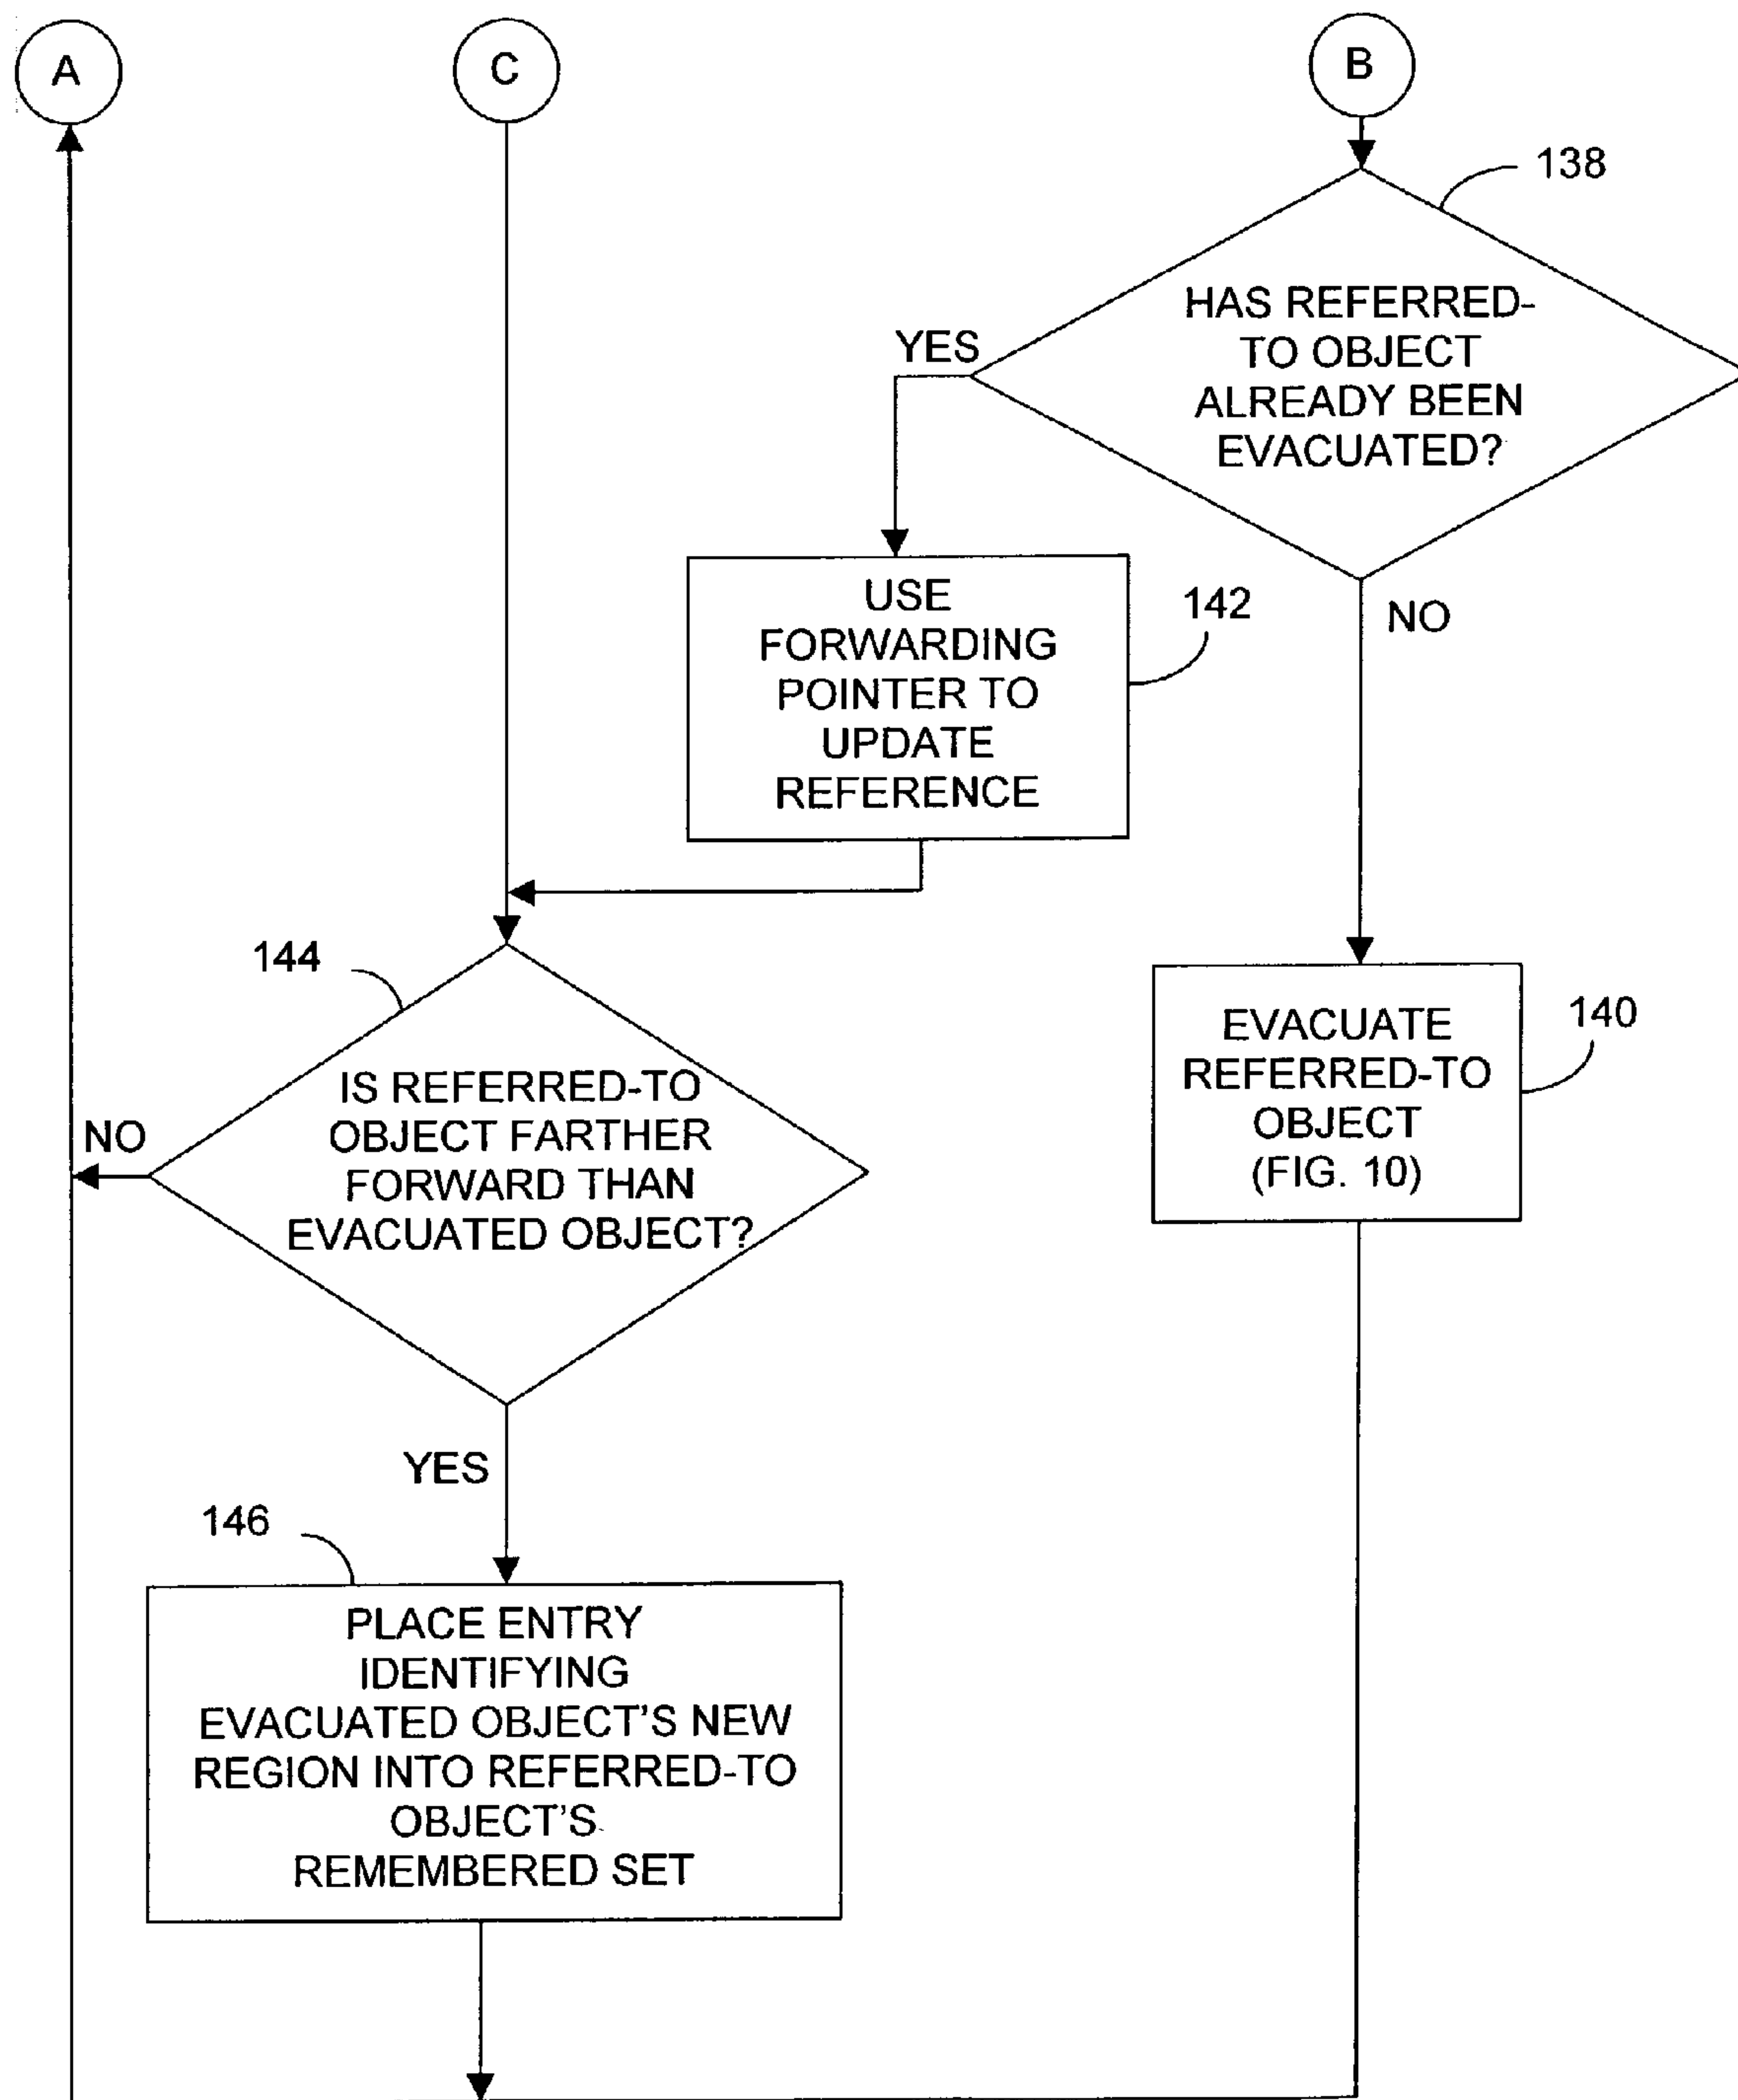 A
C
B
138
HAS REFERRED-
TO OBJECT
ALREADY BEEN
EVACUATED?
YES
NO
USE
FORWARDING
POINTER TO
UPDATE
REFERENCE
142
144
IS REFERRED-TO
OBJECT FARTHER
FORWARD THAN
EVACUATED OBJECT?
NO
YES
EVACUATE
REFERRED-TO
OBJECT
(FIG. 10)
140
146
PLACE ENTRY
IDENTIFYING
EVACUATED OBJECT'S NEW
REGION INTO REFERRED-TO
OBJECT'S
REMEMBERED SET